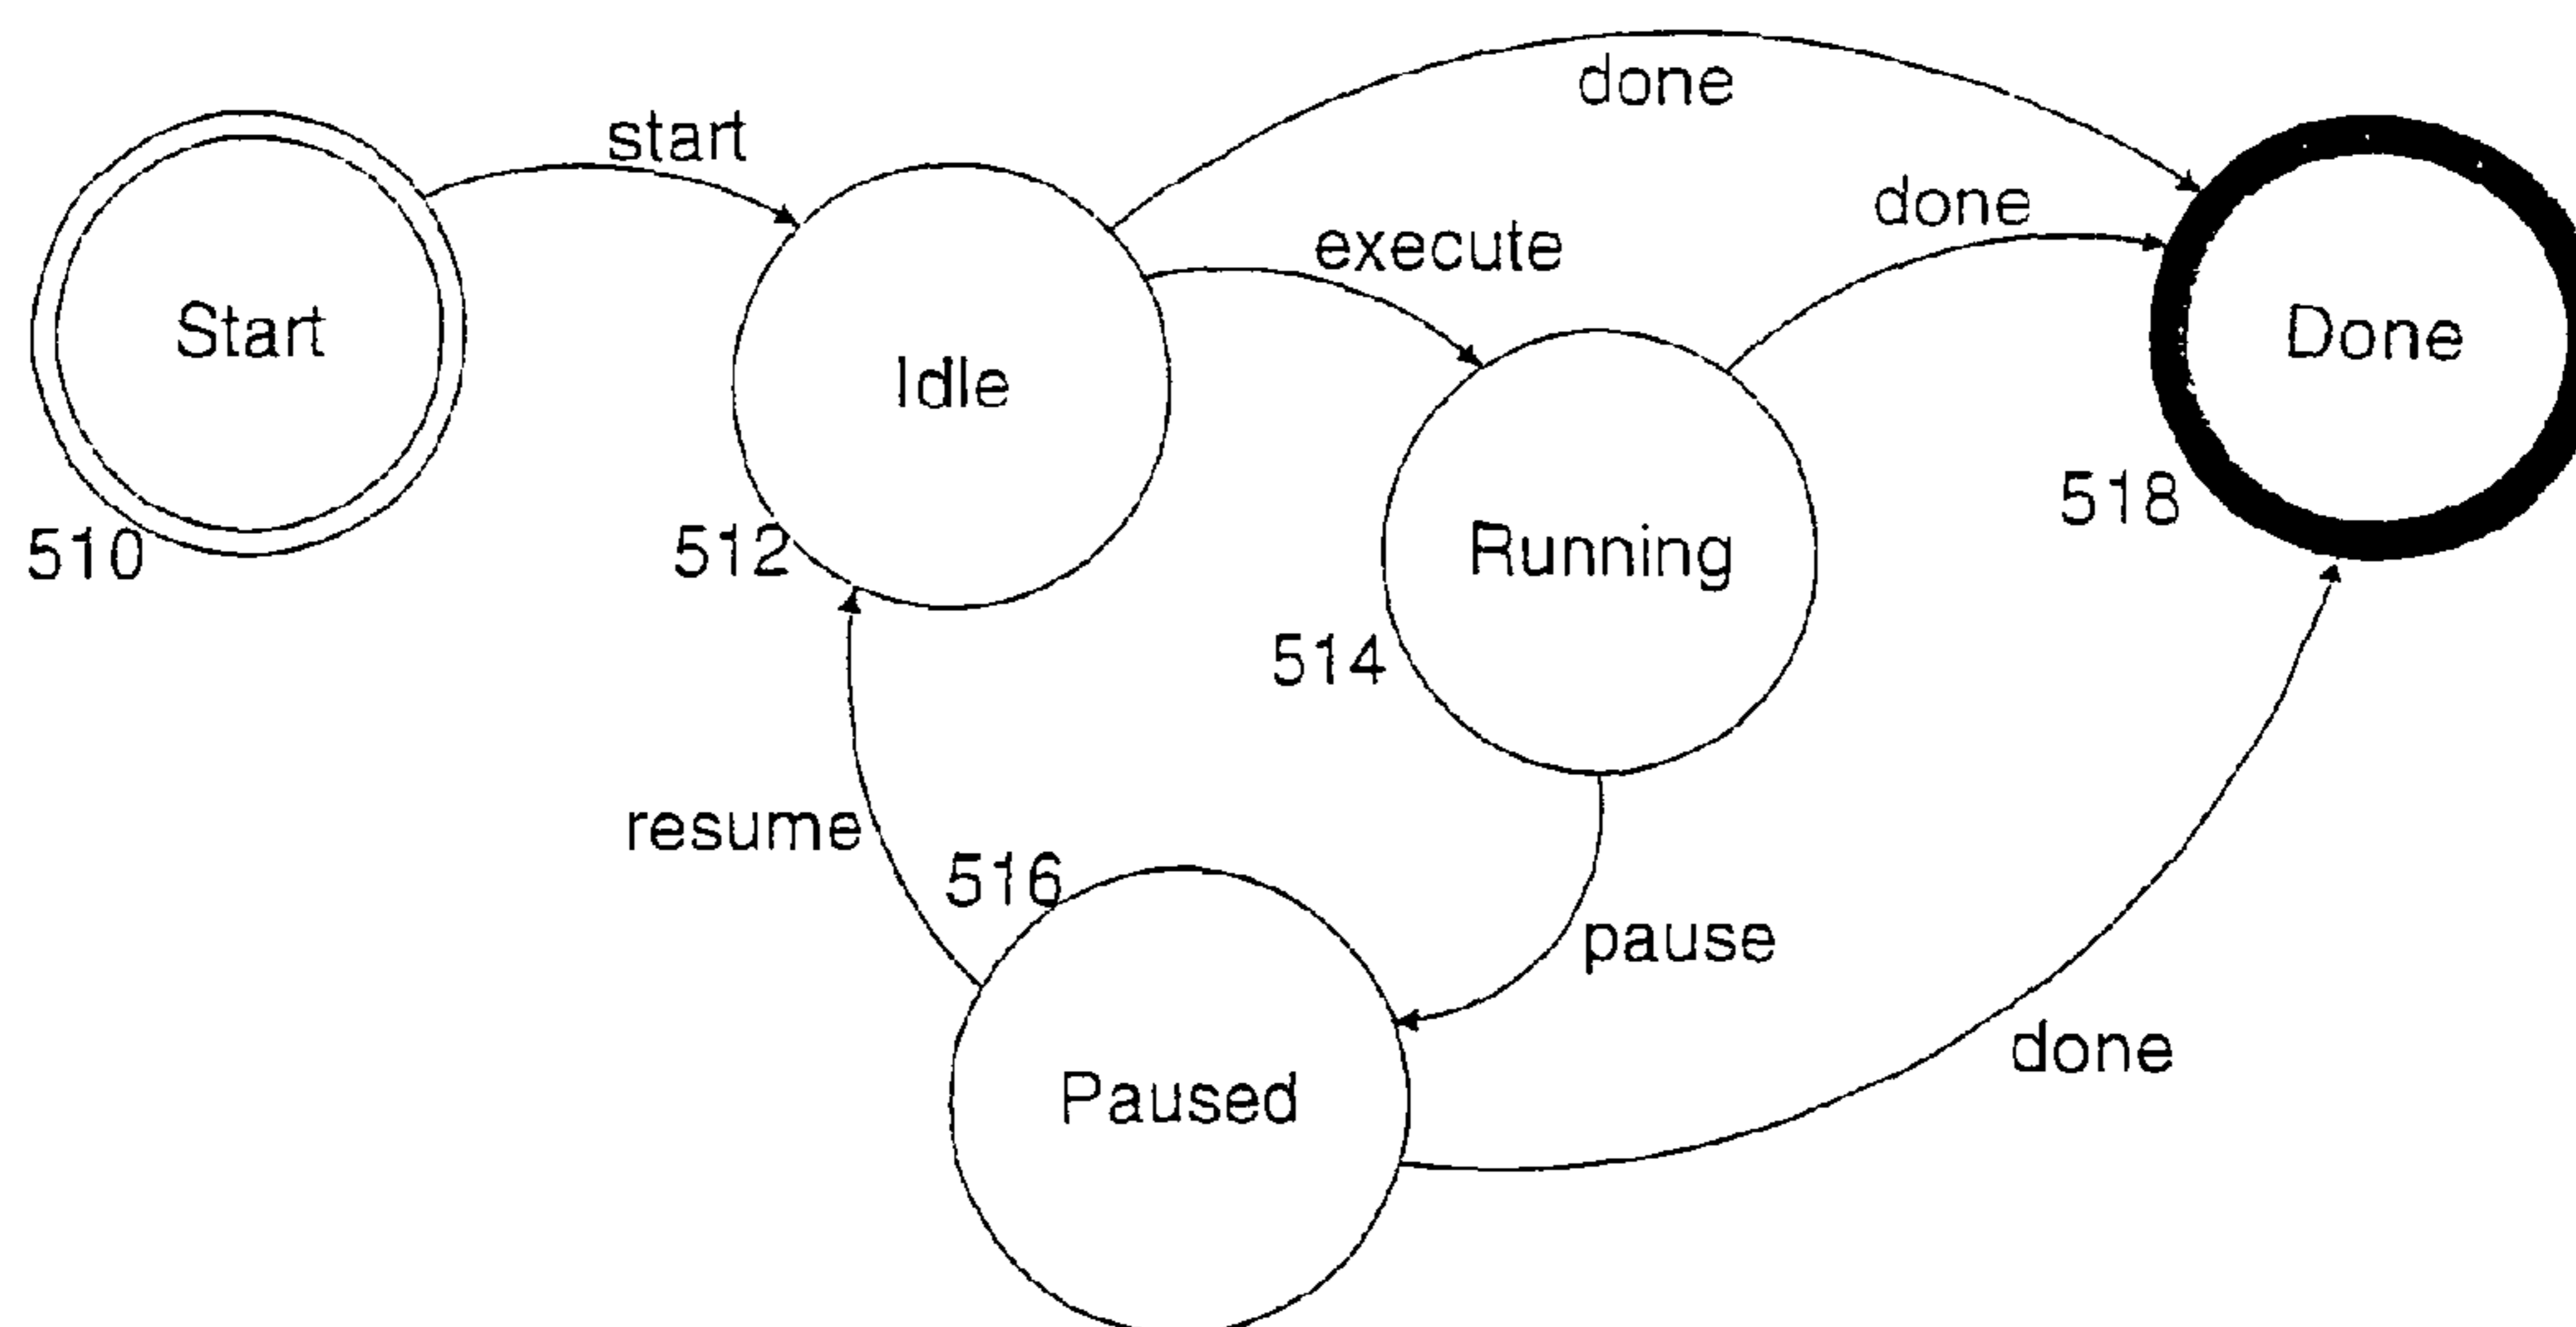 done
start
done
execute
Start
Done
Idle
518
510
512
Running
514
resume
516
pause
done
Paused